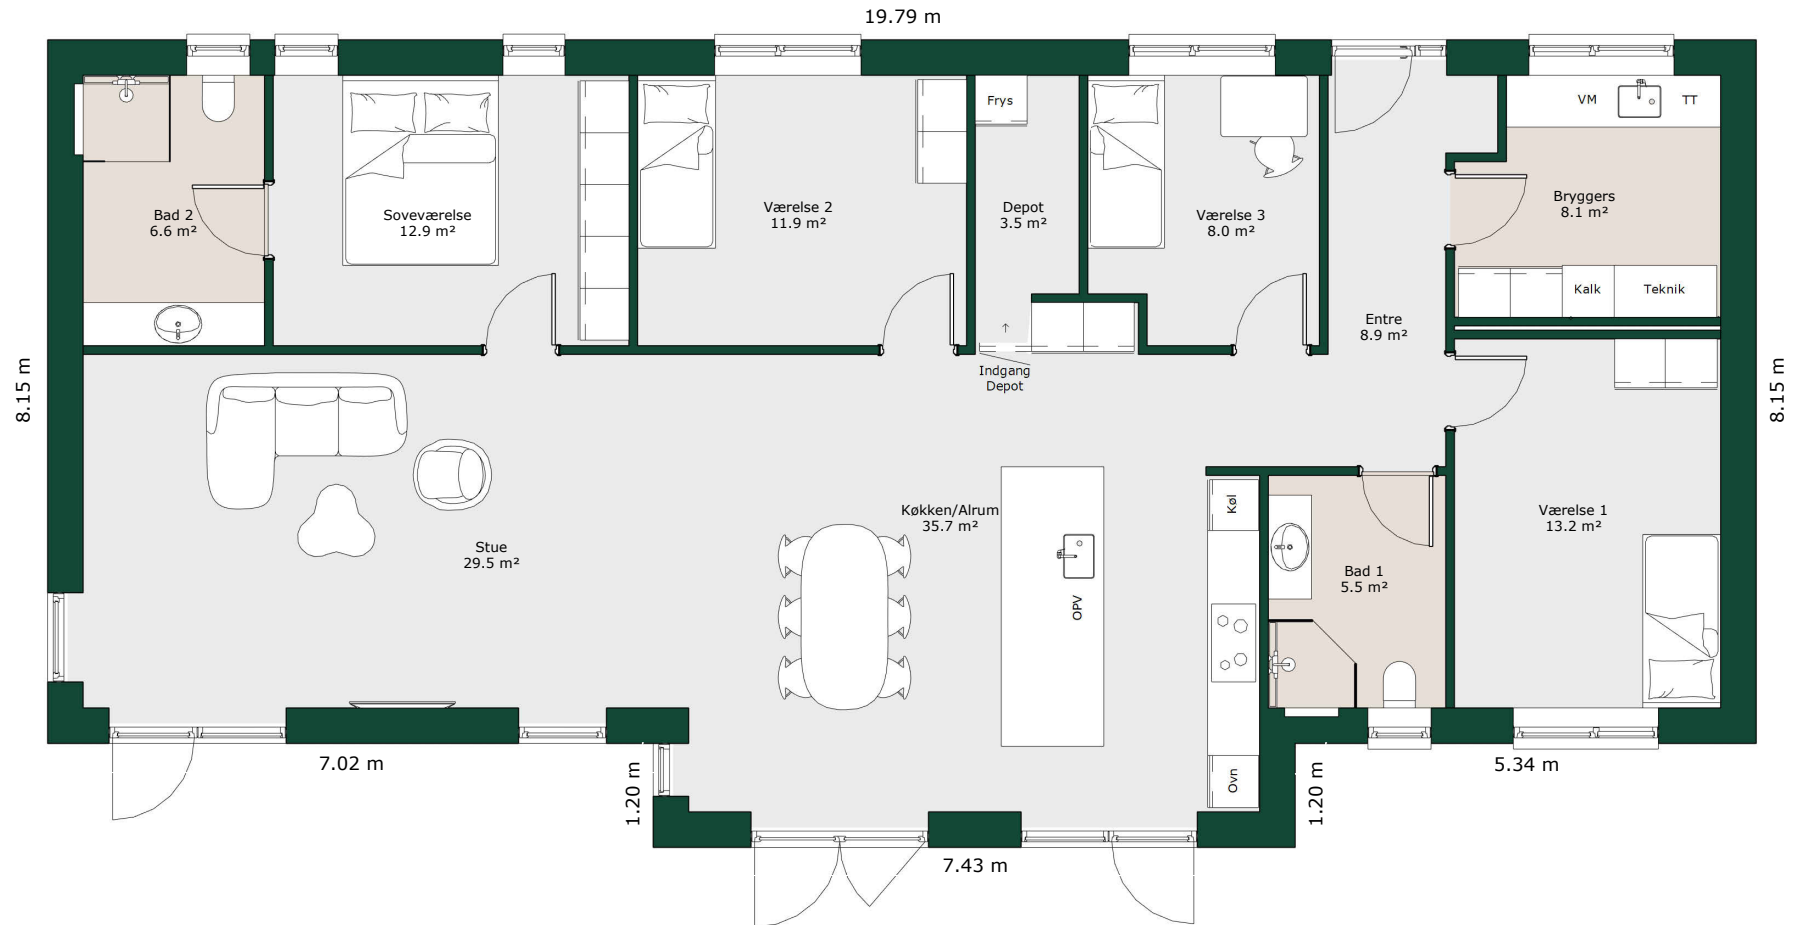 19.79 m
Frys
VM
TT
Bad 2
6.6 m²
Soveværelse
12.9 m²
Værelse 2
11.9 m²
Depot
3.5 m²
Værelse 3
8.0 m²
Bryggers
8.1 m²
Kalk
Teknik
Entre
8.9 m²
↑
Indgang
Depot
8.15 m
8.15 m
Stue
29.5 m²
Køkken/Alrum
35.7 m²
Køl
OPV
Bad 1
5.5 m²
Værelse 1
13.2 m²
Ovn
7.02 m
1.20 m
7.43 m
1.20 m
5.34 m